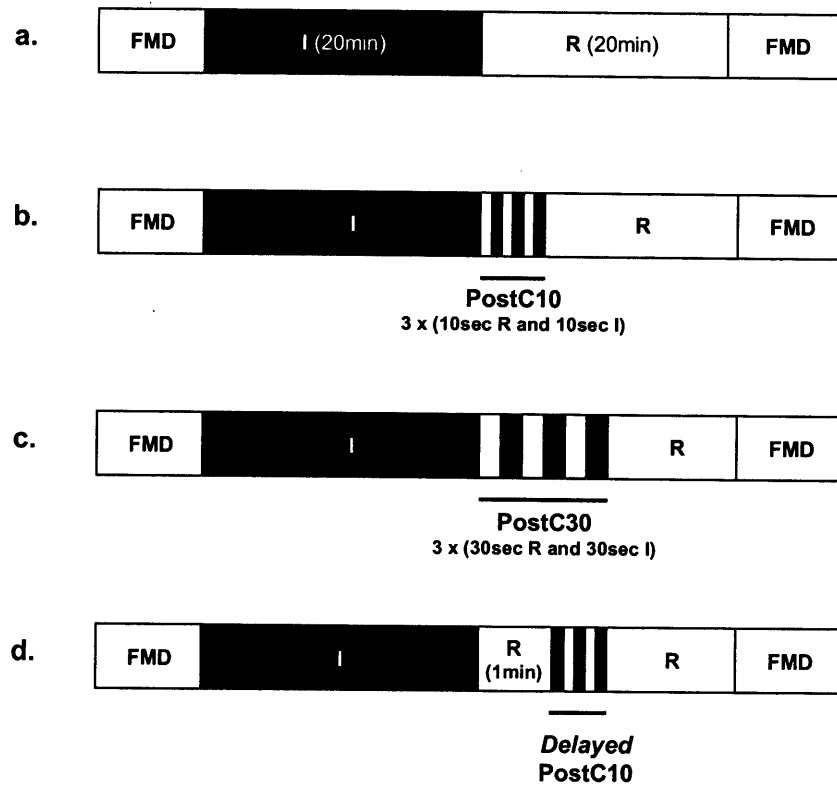 a. FMD I (20min) R (20min) FMD
b. FMD I R FMD
PostC10
3 x (10sec R and 10sec I)
c. FMD I R FMD
PostC30
3 x (30sec R and 30sec I)
d. FMD I R (1min) R FMD
Delayed
PostC10